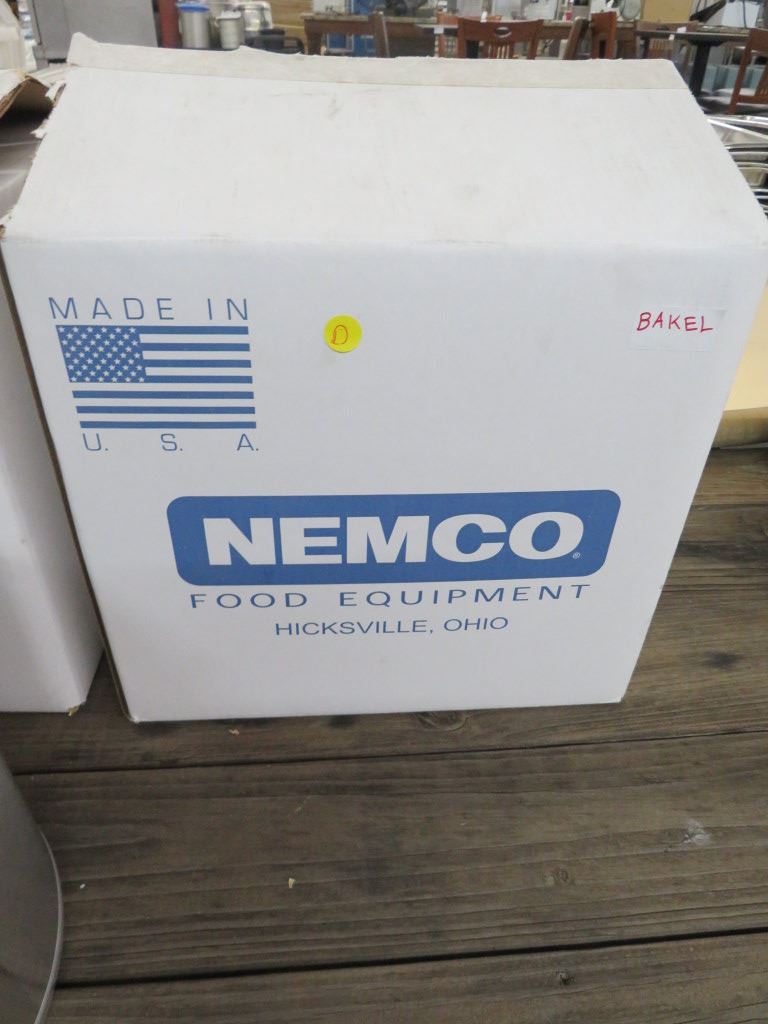 MADE IN
U. S. A.
D
BAKEL
NEMCO®
FOOD EQUIPMENT
HICKSVILLE, OHIO